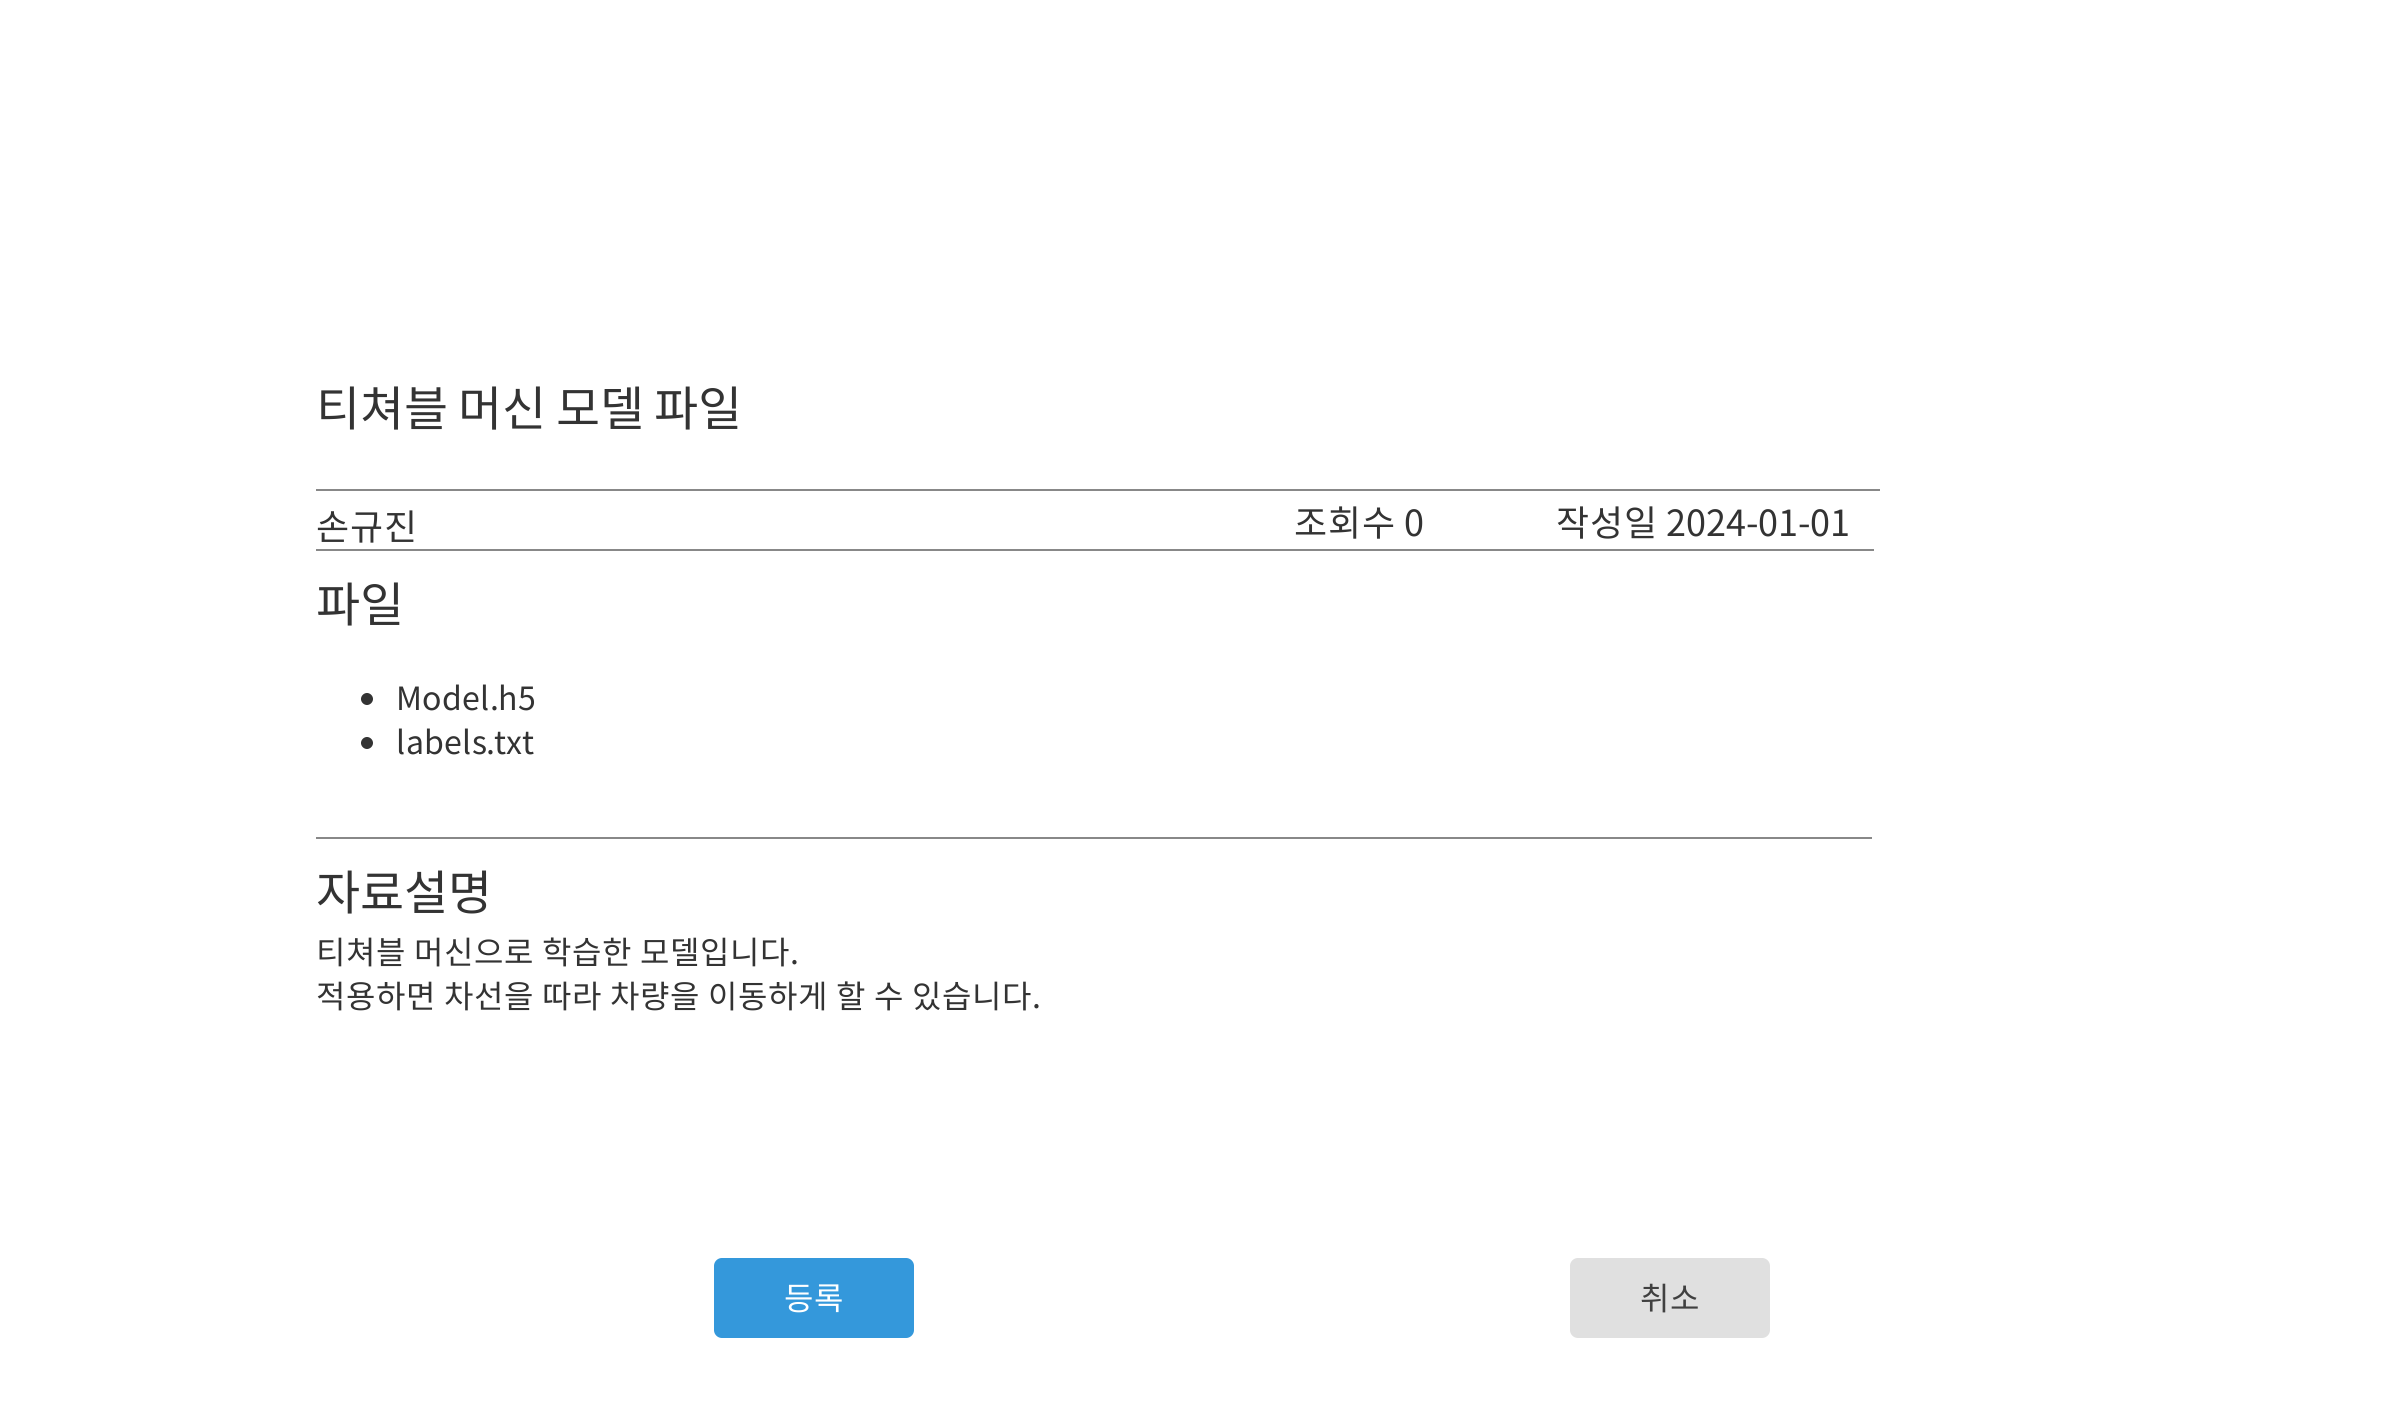 티쳐블 머신 모델 파일
손규진 조회수 0 작성일 2024-01-01
파일
• Model.h5
• labels.txt
자료설명
티쳐블 머신으로 학습한 모델입니다.
적용하면 차선을 따라 차량을 이동하게 할 수 있습니다.
등록 취소